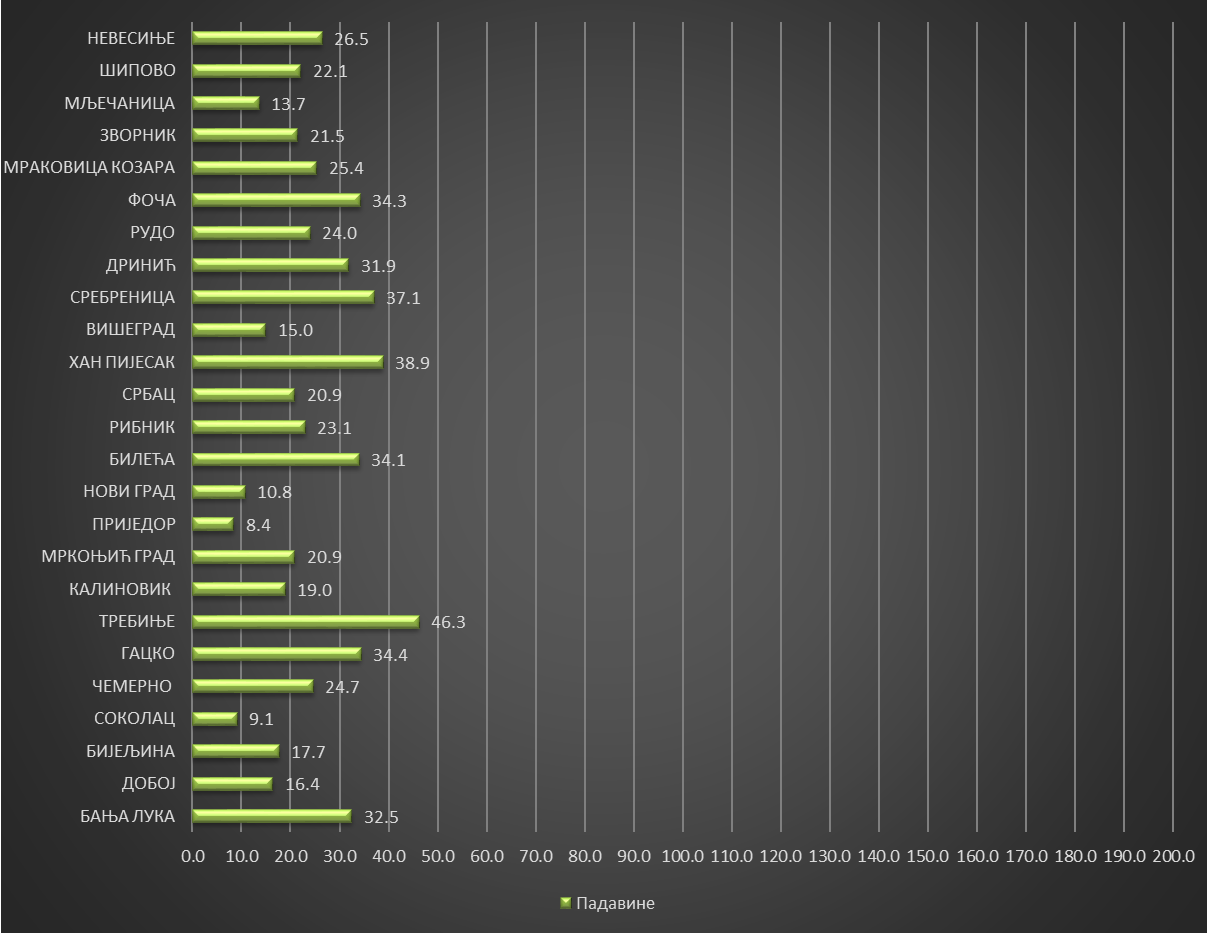 НЕВЕСИЊЕ 26.5
ШИПОВО 22.1
МЉЕЧАНИЦА 13.7
ЗВОРНИК 21.5
МРАКОВИЦА КОЗАРА 25.4
ФОЧА 34.3
РУДО 24.0
ДРИНИЋ 31.9
СРЕБРЕНИЦА 37.1
ВИШЕГРАД 15.0
ХАН ПИЈЕСАК 38.9
СРБАЦ 20.9
РИБНИК 23.1
БИЛЕЋА 34.1
НОВИ ГРАД 10.8
ПРИЈЕДОР 8.4
МРКОЊИЋ ГРАД 20.9
КАЛИНОВИК 19.0
ТРЕБИЊЕ 46.3
ГАЦКО 34.4
ЧЕМЕРНО 24.7
СОКОЛАЦ 9.1
БИЈЕЉИНА 17.7
ДОБОЈ 16.4
БАЊА ЛУКА 32.5
0.0 10.0 20.0 30.0 40.0 50.0 60.0 70.0 80.0 90.0 100.0 110.0 120.0 130.0 140.0 150.0 160.0 170.0 180.0 190.0 200.0
Падавине